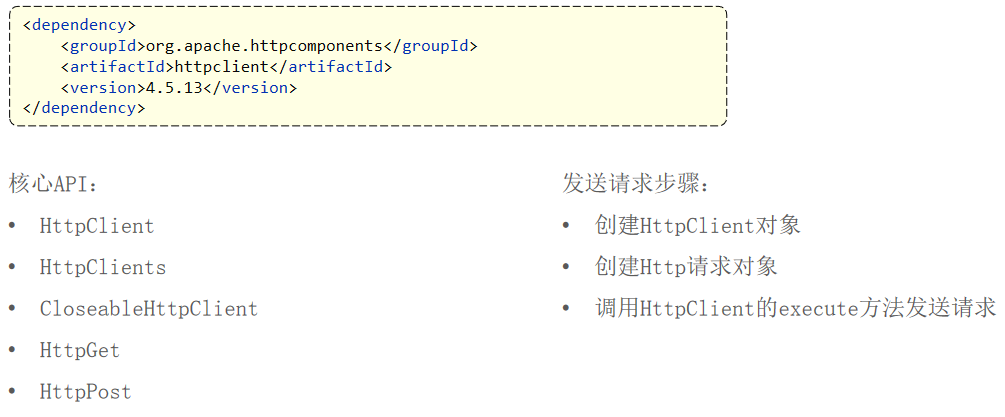 <dependency>
    <groupId>org.apache.httpcomponents</groupId>
    <artifactId>httpclient</artifactId>
    <version>4.5.13</version>
</dependency>
核心API：
• HttpClient
• HttpClients
• CloseableHttpClient
• HttpGet
• HttpPost
发送请求步骤：
• 创建HttpClient对象
• 创建Http请求对象
• 调用HttpClient的execute方法发送请求